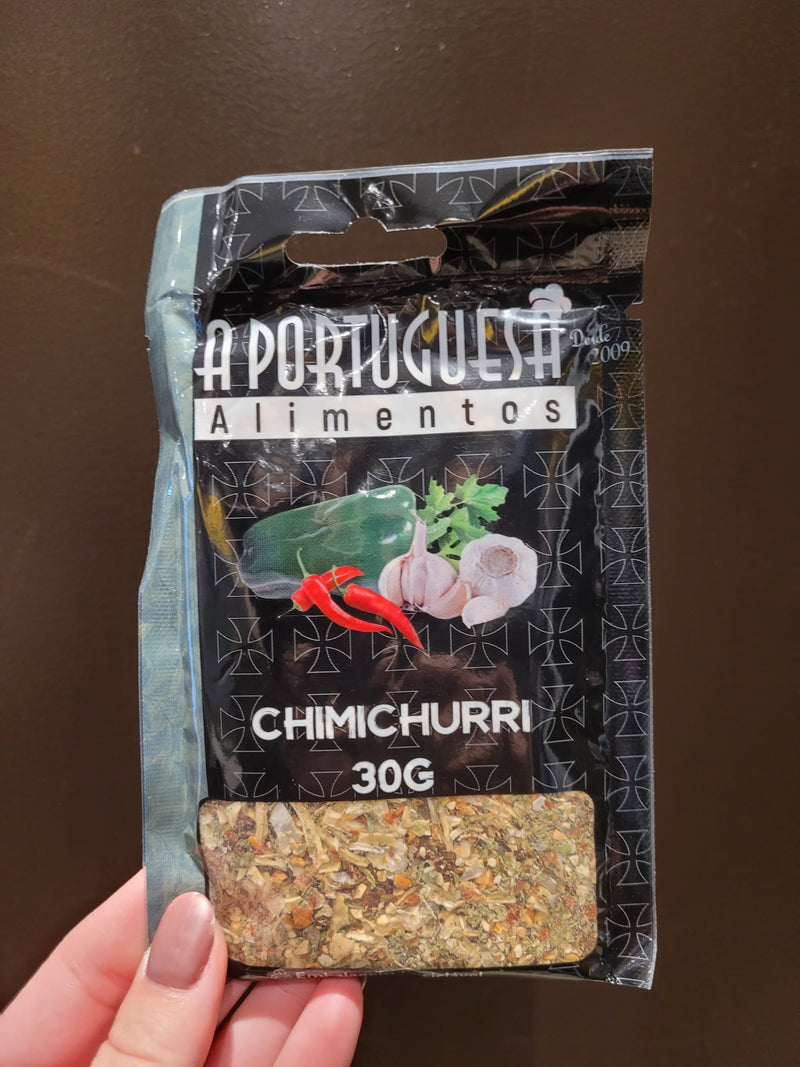 A PORTUGUESA
Desde
2009
Alimentos
CHIMICHURRI
30G